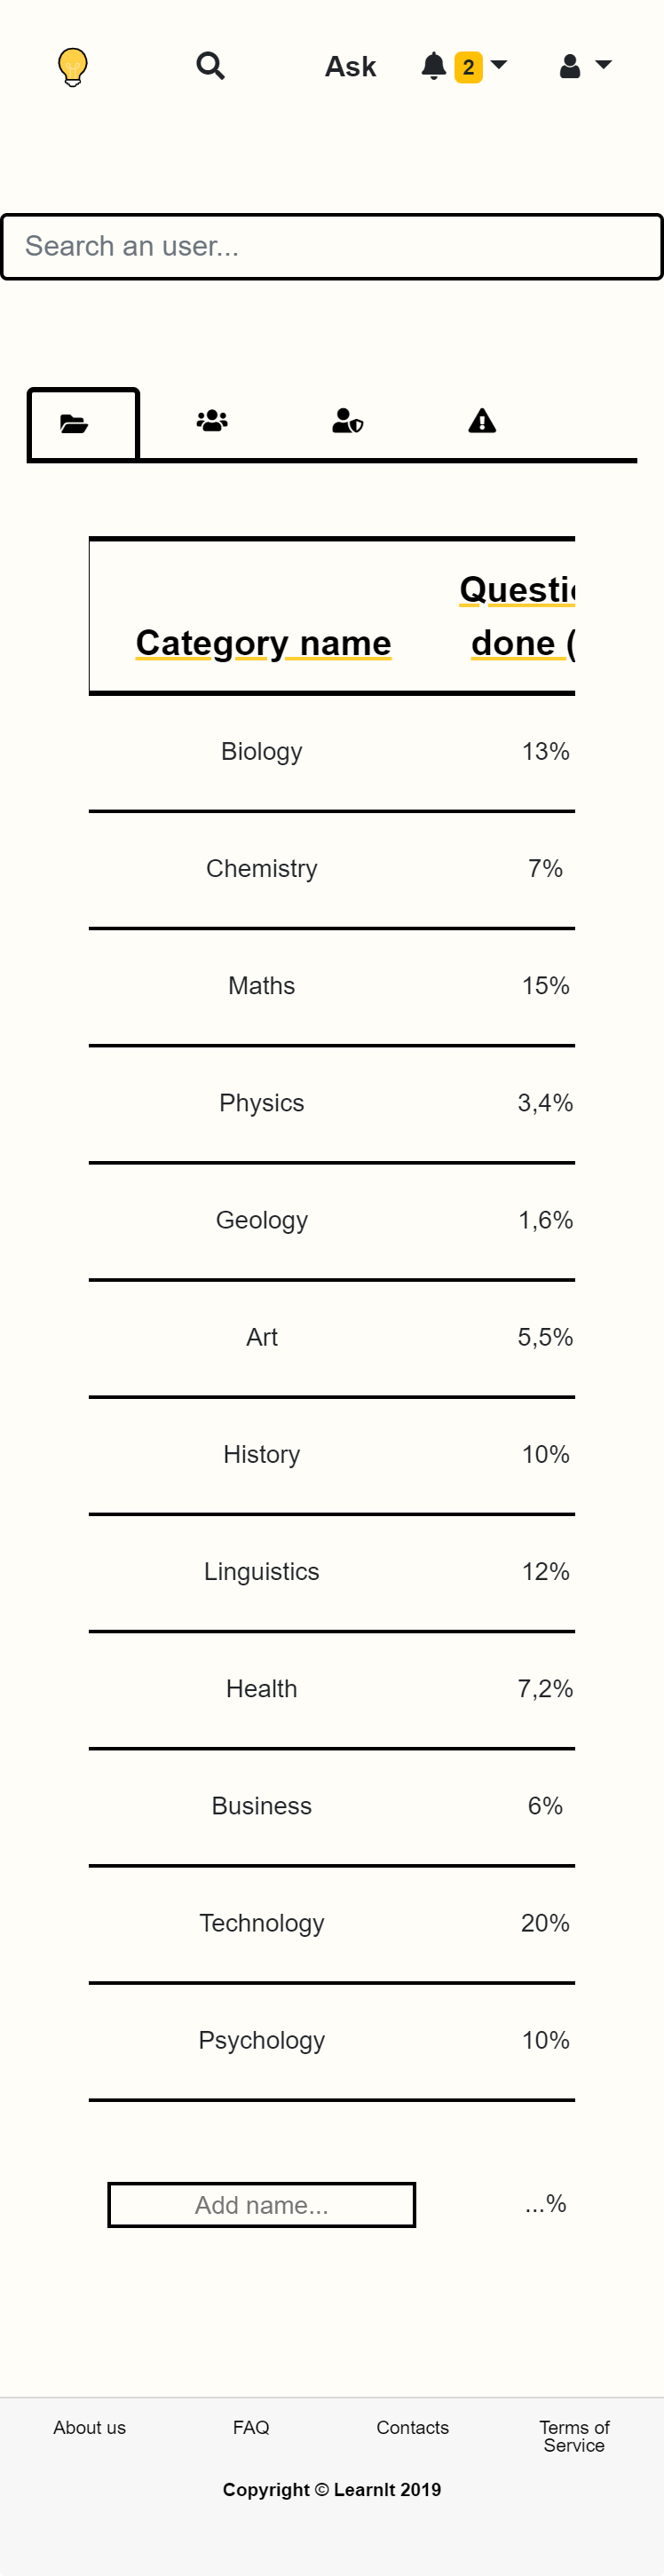 Ask
2
Search an user...
Questio
Category name
done (
Biology 13%
Chemistry 7%
Maths 15%
Physics 3,4%
Geology 1,6%
Art 5,5%
History 10%
Linguistics 12%
Health 7,2%
Business 6%
Technology 20%
Psychology 10%
Add name... ...%
About us FAQ Contacts Terms of
Service
Copyright © LearnIt 2019